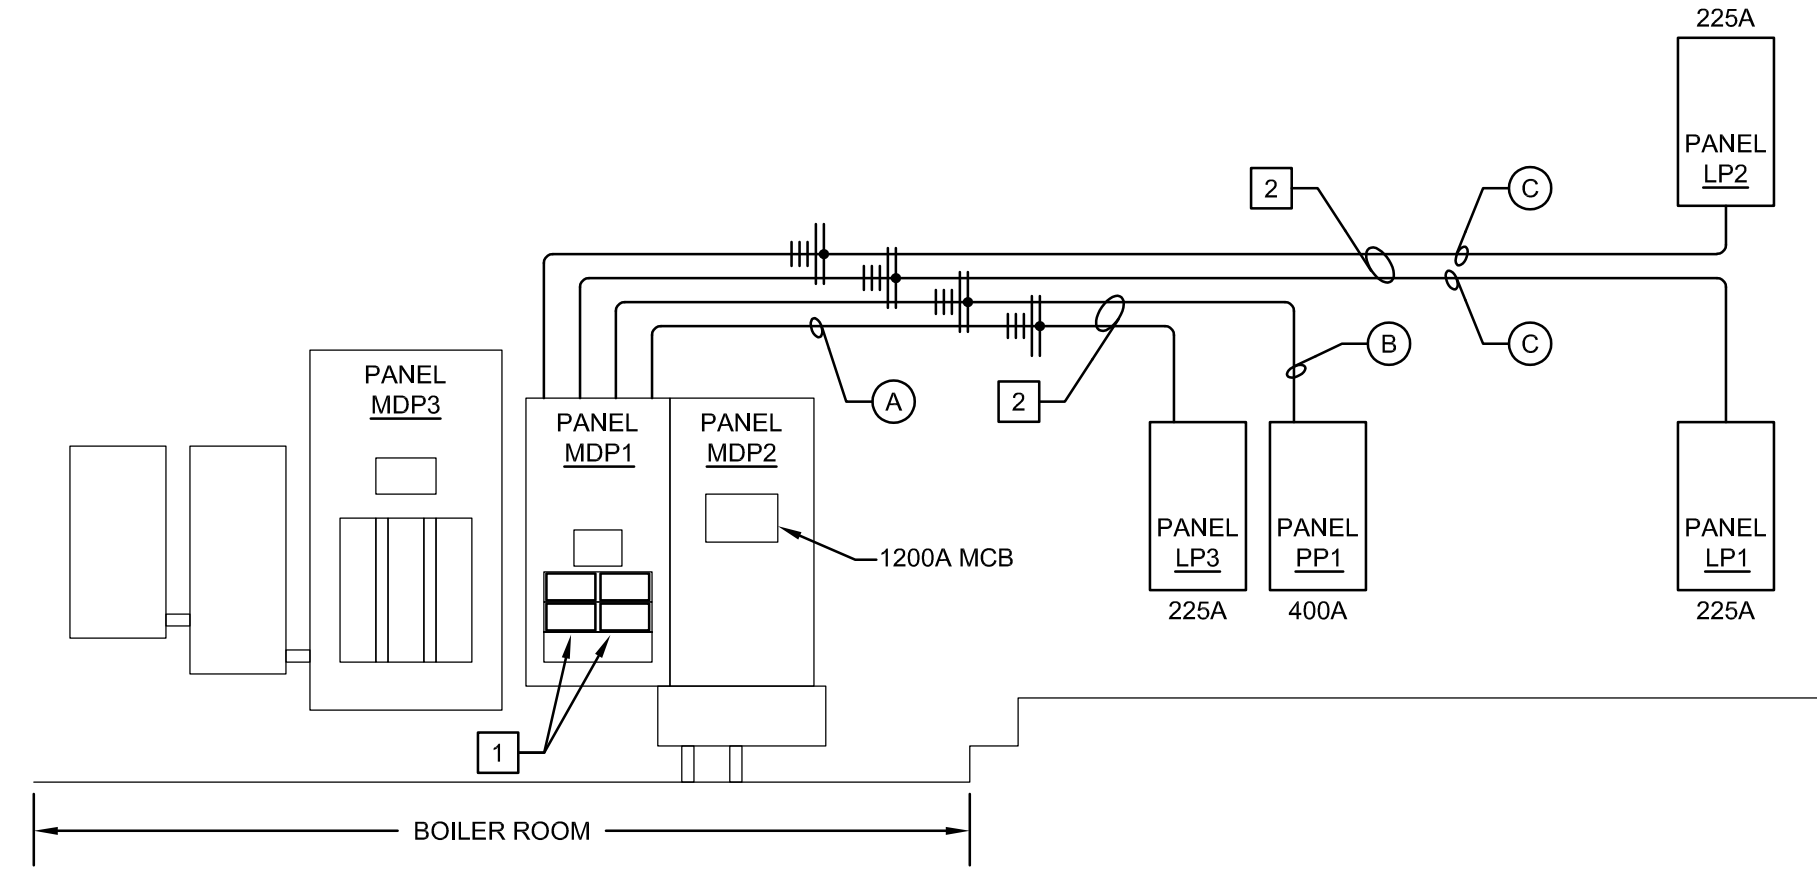 225A
PANEL
LP2
2
C
C
B
A
2
PANEL
MDP3
PANEL
MDP1
PANEL
MDP2
1200A MCB
PANEL
LP3
225A
PANEL
PP1
400A
PANEL
LP1
225A
1
BOILER ROOM